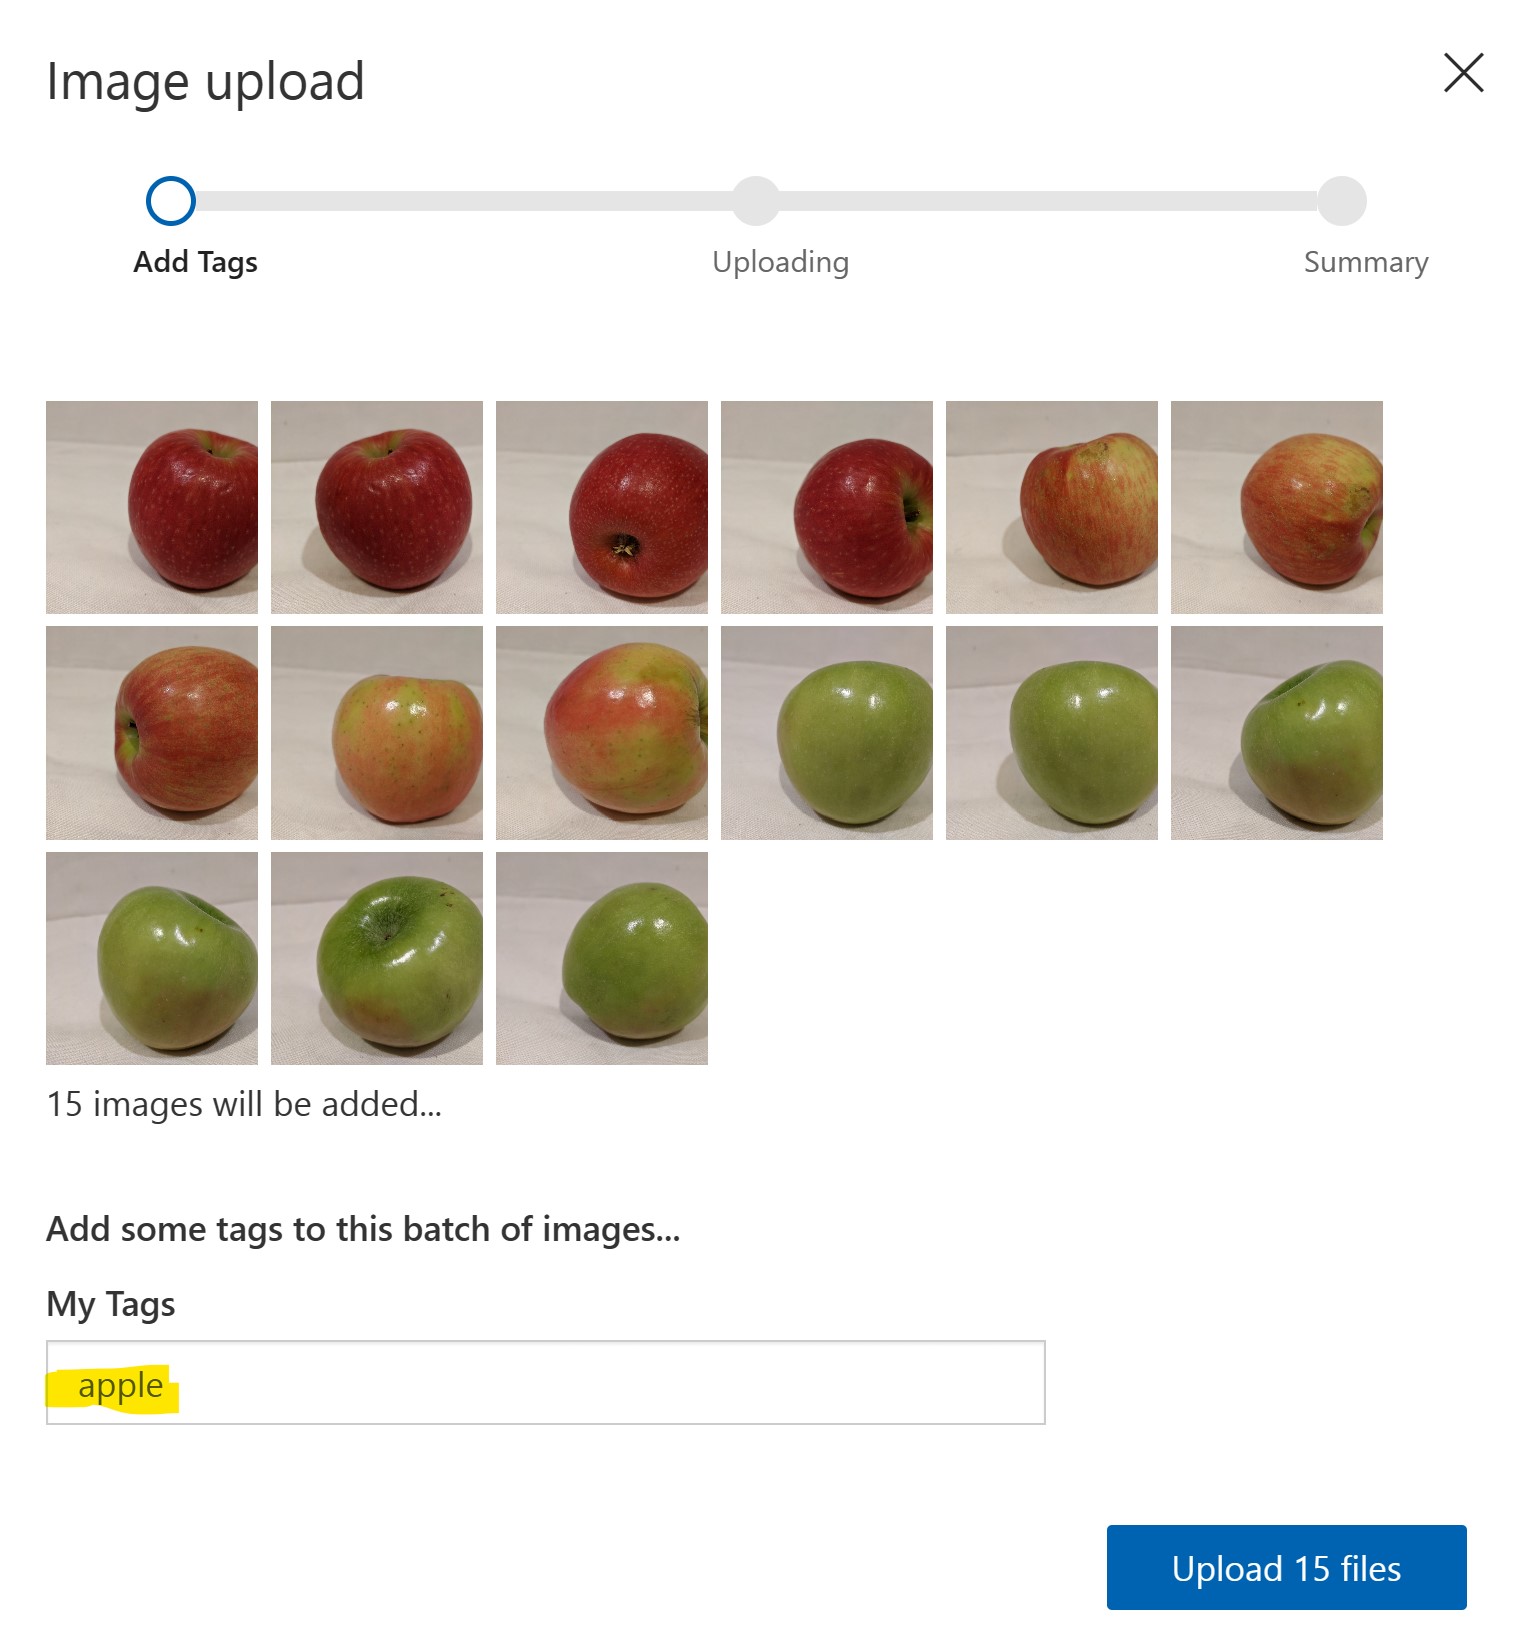 Image upload
Add Tags
Uploading
Summary
15 images will be added...
Add some tags to this batch of images...
My Tags
apple
Upload 15 files